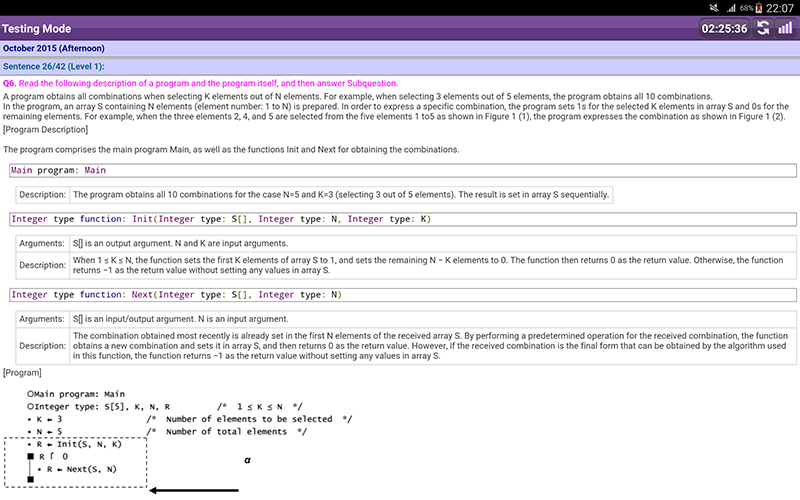 68% 22:07
Testing Mode 02:25:36
October 2015 (Afternoon)
Sentence 26/42 (Level 1):
Q6. Read the following description of a program and the program itself, and then answer Subquestion.
A program obtains all combinations when selecting K elements out of N elements. For example, when selecting 3 elements out of 5 elements, the program obtains all 10 combinations.
In the program, an array S containing N elements (element number: 1 to N) is prepared. In order to express a specific combination, the program sets 1s for the selected K elements in array S and 0s for the
remaining elements. For example, when the three elements 2, 4, and 5 are selected from the five elements 1 to5 as shown in Figure 1 (1), the program expresses the combination as shown in Figure 1 (2).
[Program Description]
The program comprises the main program Main, as well as the functions Init and Next for obtaining the combinations.
Main program: Main
Description: The program obtains all 10 combinations for the case N=5 and K=3 (selecting 3 out of 5 elements). The result is set in array S sequentially.
Integer type function: Init(Integer type: S[], Integer type: N, Integer type: K)
Arguments: S[] is an output argument. N and K are input arguments.
Description: When 1 ≤ K ≤ N, the function sets the first K elements of array S to 1, and sets the remaining N − K elements to 0. The function then returns 0 as the return value. Otherwise, the function
returns −1 as the return value without setting any values in array S.
Integer type function: Next(Integer type: S[], Integer type: N)
Arguments: S[] is an input/output argument. N is an input argument.
Description: The combination obtained most recently is already set in the first N elements of the received array S. By performing a predetermined operation for the received combination, the function
obtains a new combination and sets it in array S, and then returns 0 as the return value. However, if the received combination is the final form that can be obtained by the algorithm used
in this function, the function returns −1 as the return value without setting any values in array S.
[Program]
○Main program: Main
○Integer type: S[5], K, N, R /* 1 ≤ K ≤ N */
• K ← 3 /* Number of elements to be selected */
• N ← 5 /* Number of total elements */
• R ← Init(S, N, K)
■ R ⌈ 0
• R ← Next(S, N) α
■